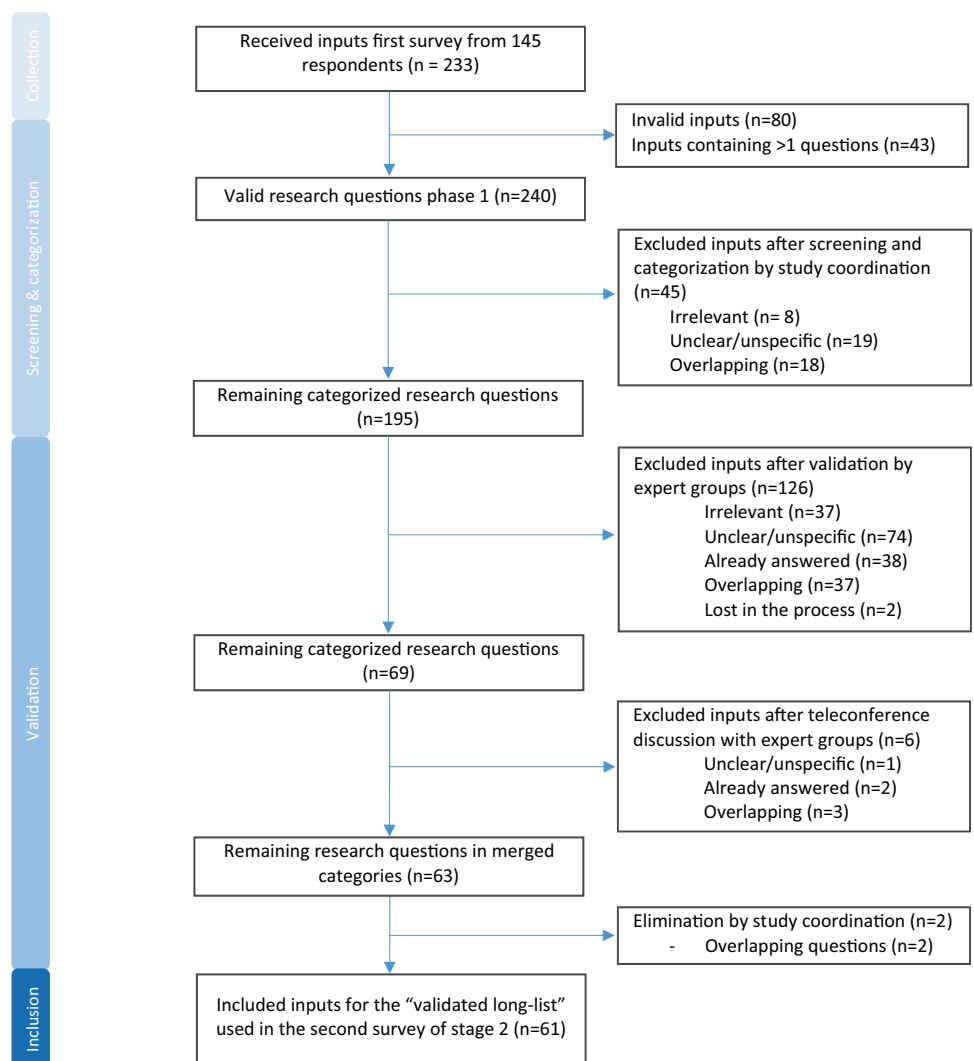 Collection
Received inputs first survey from 145
respondents (n = 233)
Invalid inputs (n=80)
Inputs containing >1 questions (n=43)
Screening & categorization
Valid research questions phase 1 (n=240)
Excluded inputs after screening and
categorization by study coordination
(n=45)
Irrelevant (n= 8)
Unclear/unspecific (n=19)
Overlapping (n=18)
Remaining categorized research questions
(n=195)
Validation
Excluded inputs after validation by
expert groups (n=126)
Irrelevant (n=37)
Unclear/unspecific (n=74)
Already answered (n=38)
Overlapping (n=37)
Lost in the process (n=2)
Remaining categorized research questions
(n=69)
Excluded inputs after teleconference
discussion with expert groups (n=6)
Unclear/unspecific (n=1)
Already answered (n=2)
Overlapping (n=3)
Remaining research questions in merged
categories (n=63)
Elimination by study coordination (n=2)
- Overlapping questions (n=2)
Inclusion
Included inputs for the “validated long-list”
used in the second survey of stage 2 (n=61)